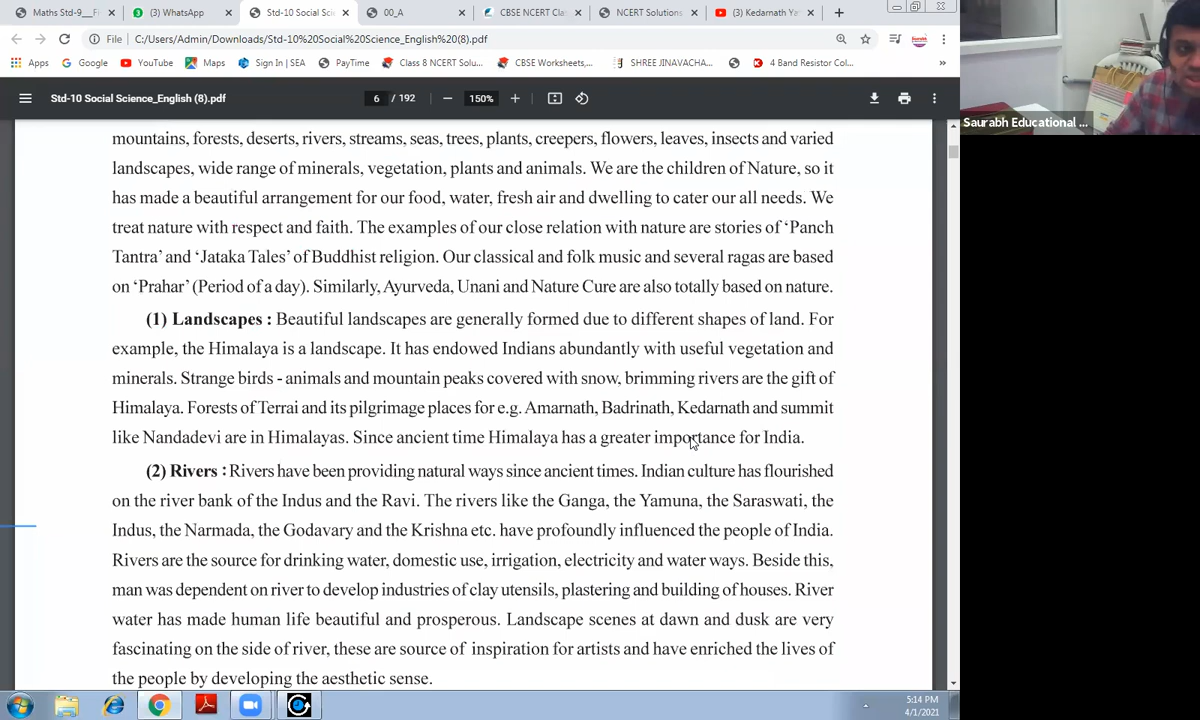 Maths Std-9__Fi
(3) WhatsApp
Std-10 Social Sci
00_A
CBSE NCERT Cla
NCERT Solutions
(3) Kedarnath Ya
File
C:/Users/Admin/Downloads/Std-10%20Social%20Science_English%20(8).pdf
Apps
Google
YouTube
Maps
Sign In | SEA
PayTime
Class 8 NCERT Solu...
CBSE Worksheets,...
SHREE JINAVACHA...
4 Band Resistor Col...
Std-10 Social Science_English (8).pdf
6 / 192
150%
Saurabh Educational ...
mountains, forests, deserts, rivers, streams, seas, trees, plants, creepers, flowers, leaves, insects and varied
landscapes, wide range of minerals, vegetation, plants and animals. We are the children of Nature, so it
has made a beautiful arrangement for our food, water, fresh air and dwelling to cater our all needs. We
treat nature with respect and faith. The examples of our close relation with nature are stories of ‘Panch
Tantra’ and ‘Jataka Tales’ of Buddhist religion. Our classical and folk music and several ragas are based
on ‘Prahar’ (Period of a day). Similarly, Ayurveda, Unani and Nature Cure are also totally based on nature.
(1) Landscapes : Beautiful landscapes are generally formed due to different shapes of land. For
example, the Himalaya is a landscape. It has endowed Indians abundantly with useful vegetation and
minerals. Strange birds - animals and mountain peaks covered with snow, brimming rivers are the gift of
Himalaya. Forests of Terrai and its pilgrimage places for e.g. Amarnath, Badrinath, Kedarnath and summit
like Nandadevi are in Himalayas. Since ancient time Himalaya has a greater importance for India.
(2) Rivers : Rivers have been providing natural ways since ancient times. Indian culture has flourished
on the river bank of the Indus and the Ravi. The rivers like the Ganga, the Yamuna, the Saraswati, the
Indus, the Narmada, the Godavary and the Krishna etc. have profoundly influenced the people of India.
Rivers are the source for drinking water, domestic use, irrigation, electricity and water ways. Beside this,
man was dependent on river to develop industries of clay utensils, plastering and building of houses. River
water has made human life beautiful and prosperous. Landscape scenes at dawn and dusk are very
fascinating on the side of river, these are source of inspiration for artists and have enriched the lives of
the people by developing the aesthetic sense.
5:14 PM
4/1/2021